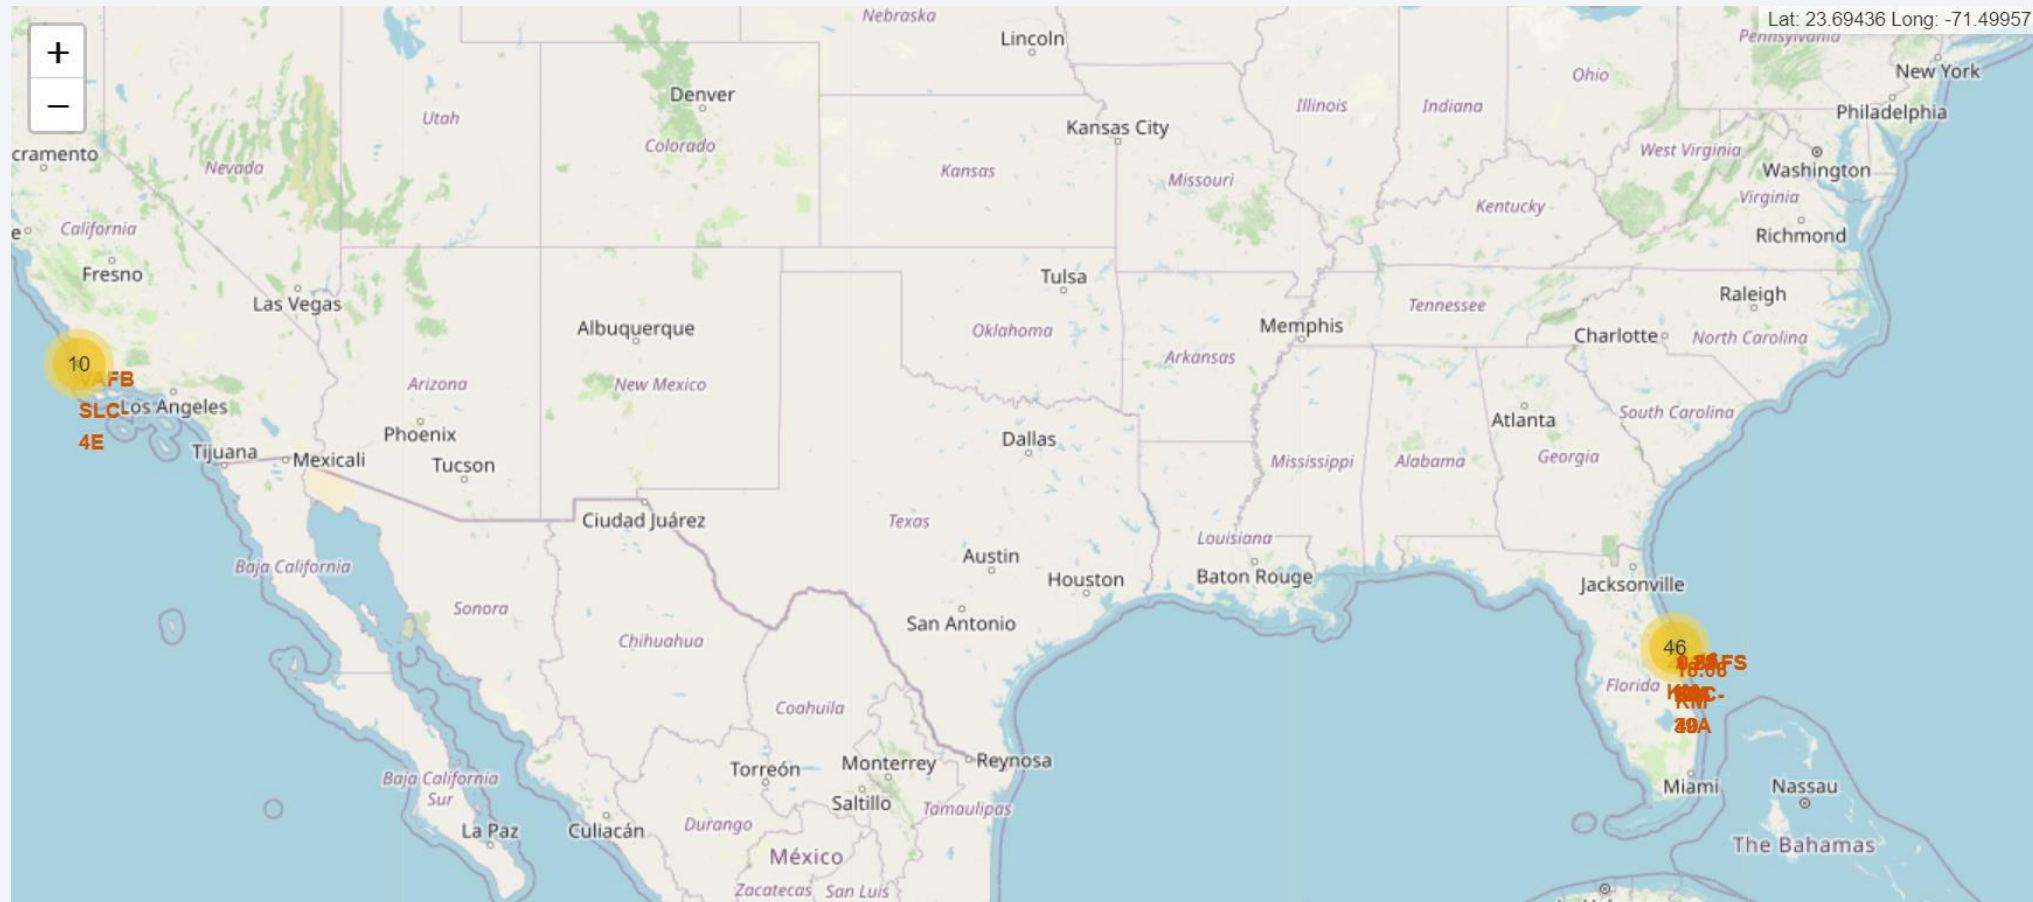 Nebraska
Lat: 23.69436 Long: -71.49957
Pennsylvania
+
−
Lincoln
Ohio
New York
Denver
Utah
Illinois
Indiana
Philadelphia
Kansas City
Colorado
cramento
Nevada
Kansas
Missouri
West Virginia
Washington
Virginia
Kentucky
California
e
Richmond
Fresno
Las Vegas
Tulsa
Raleigh
Tennessee
Albuquerque
Oklahoma
Memphis
Charlotte
North Carolina
Arkansas
10
VAFB
SLC-
4E
Los Angeles
Arizona
New Mexico
Phoenix
Dallas
Atlanta
South Carolina
Tijuana
Mexicali
Tucson
Mississippi
Alabama
Georgia
Ciudad Juárez
Texas
Louisiana
Austin
Baja California
Houston
Baton Rouge
Jacksonville
Sonora
San Antonio
Chihuahua
46
18.08
KM
Florida
Coahuila
Torreón
Monterrey
Reynosa
Baja California
Sur
Saltillo
Tamaulipas
Miami
Nassau
La Paz
Culiacán
Durango
México
The Bahamas
Zacatecas
San Luis